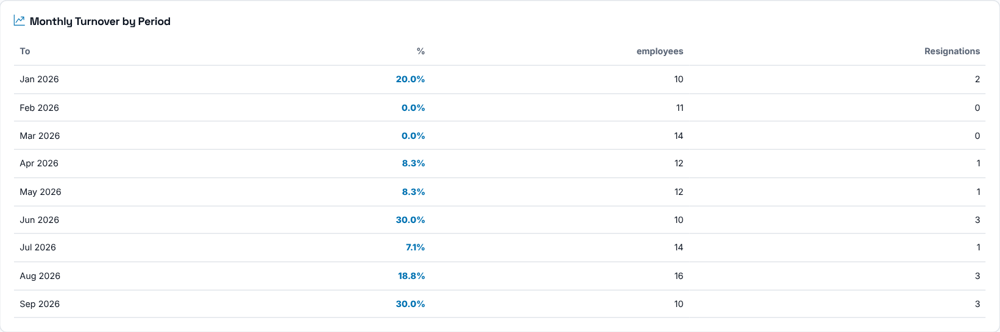 Monthly Turnover by Period
To % employees Resignations
Jan 2026 20.0% 10 2
Feb 2026 0.0% 11 0
Mar 2026 0.0% 14 0
Apr 2026 8.3% 12 1
May 2026 8.3% 12 1
Jun 2026 30.0% 10 3
Jul 2026 7.1% 14 1
Aug 2026 18.8% 16 3
Sep 2026 30.0% 10 3